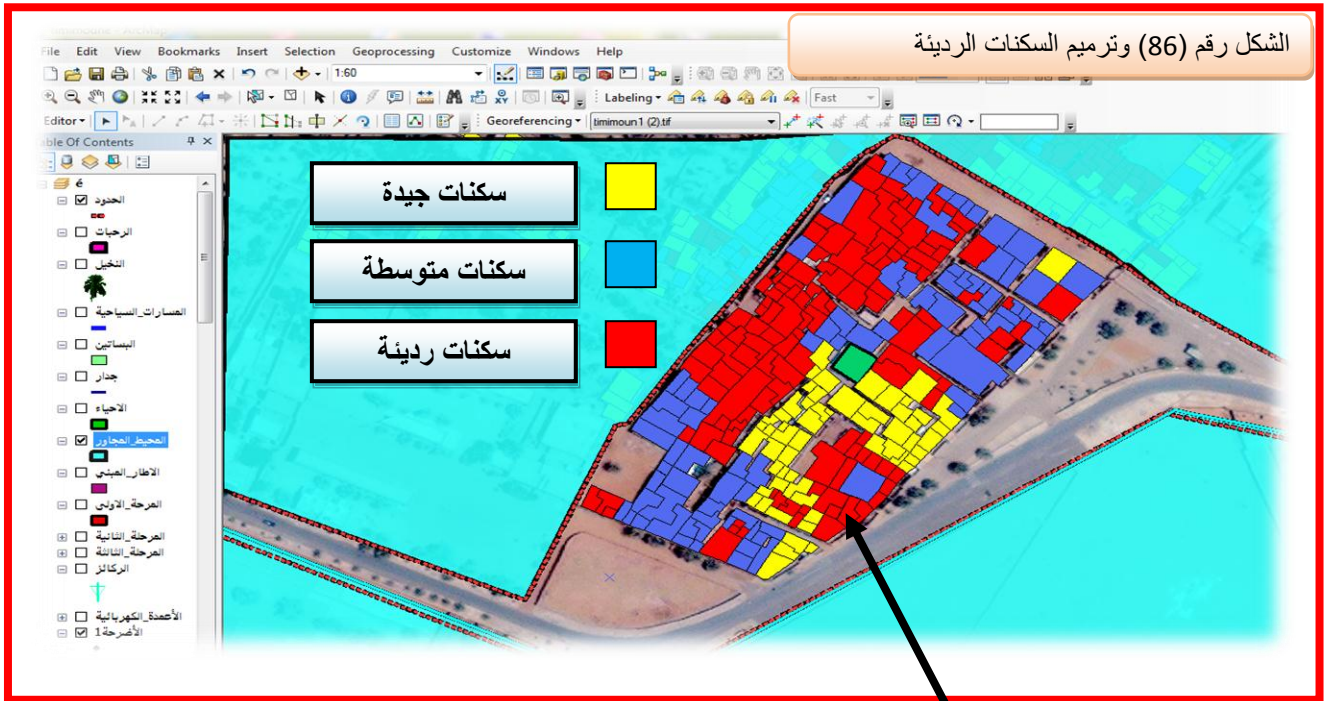 الشكل رقم (86) وترميم السكنات الرديئة
File Edit View Bookmarks Insert Selection Geoprocessing Customize Windows Help
1:60
Labeling Fast
Editor Georeferencing timimoun1 (2).tif
ble Of Contents
é
الحدود
الرحبات
النخيل
المسارات_السياحية
البساتين
جدار
الاحياء
المحيط_المجاور
الاطار_المبني
المرحة_الاولى
المرحلة_الثانية
المرحلة_الثالثة
الركائز
الأعمدة_الكهربائية
الأضرحة1
سكنات جيدة
سكنات متوسطة
سكنات رديئة